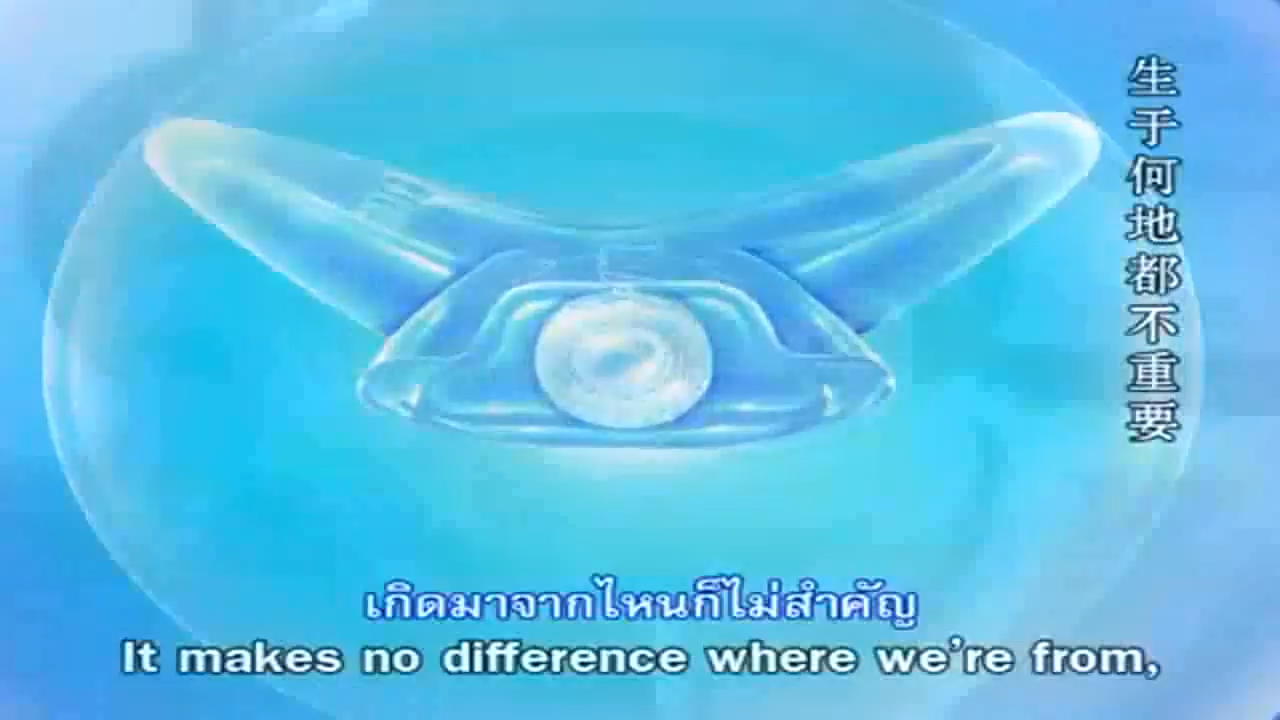 生于何地都不重要
เกิดมาจากไหนก็ไม่สำคัญ
It makes no difference where we're from,